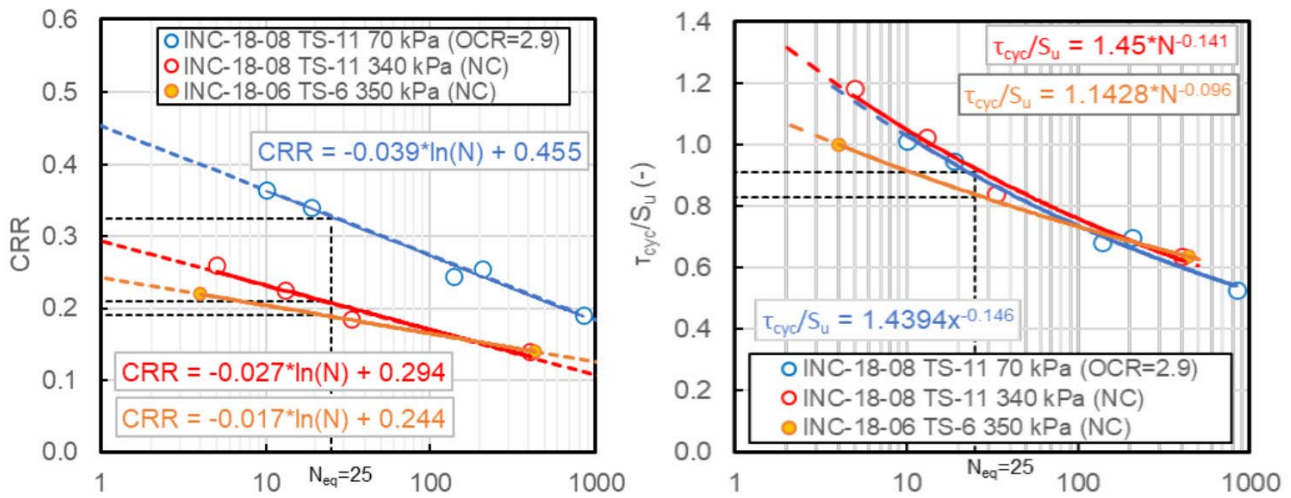 0.6
0.5
0.4
0.3
0.2
0.1
0.0
CRR
INC-18-08 TS-11 70 kPa (OCR=2.9)
INC-18-08 TS-11 340 kPa (NC)
INC-18-06 TS-6 350 kPa (NC)
CRR = -0.039*ln(N) + 0.455
CRR = -0.027*ln(N) + 0.294
CRR = -0.017*ln(N) + 0.244
1 10 100 1000
Neq=25
1.4
1.2
1.0
0.8
0.6
0.4
0.2
0.0
τcyc/Su (-)
τcyc/Su = 1.45*N^-0.141
τcyc/Su = 1.1428*N^-0.096
τcyc/Su = 1.4394x^-0.146
INC-18-08 TS-11 70 kPa (OCR=2.9)
INC-18-08 TS-11 340 kPa (NC)
INC-18-06 TS-6 350 kPa (NC)
1 10 100 1000
Neq=25